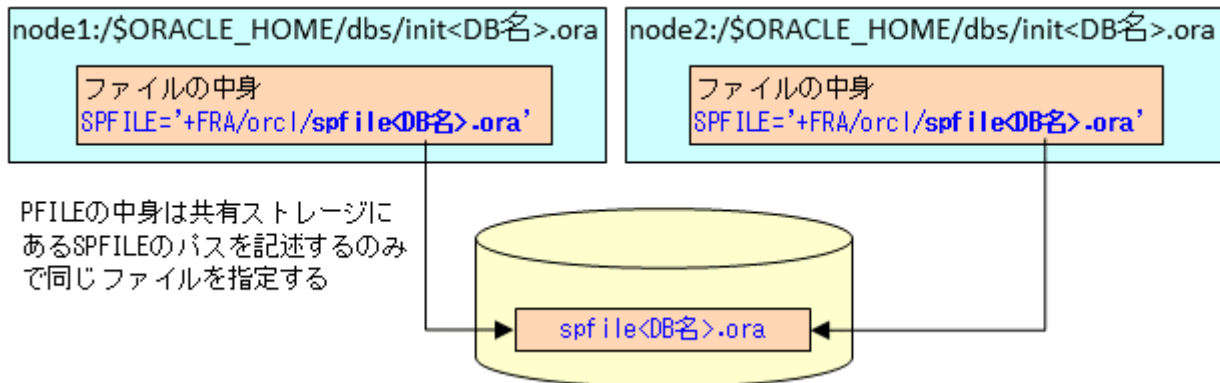 node1:/$ORACLE_HOME/dbs/init<DB名>.ora
ファイルの中身
SPFILE='+FRA/orcl/spfile<DB名>.ora'
node2:/$ORACLE_HOME/dbs/init<DB名>.ora
ファイルの中身
SPFILE='+FRA/orcl/spfile<DB名>.ora'
PFILEの中身は共有ストレージに
あるSPFILEのパスを記述するのみ
で同じファイルを指定する
spfile<DB名>.ora